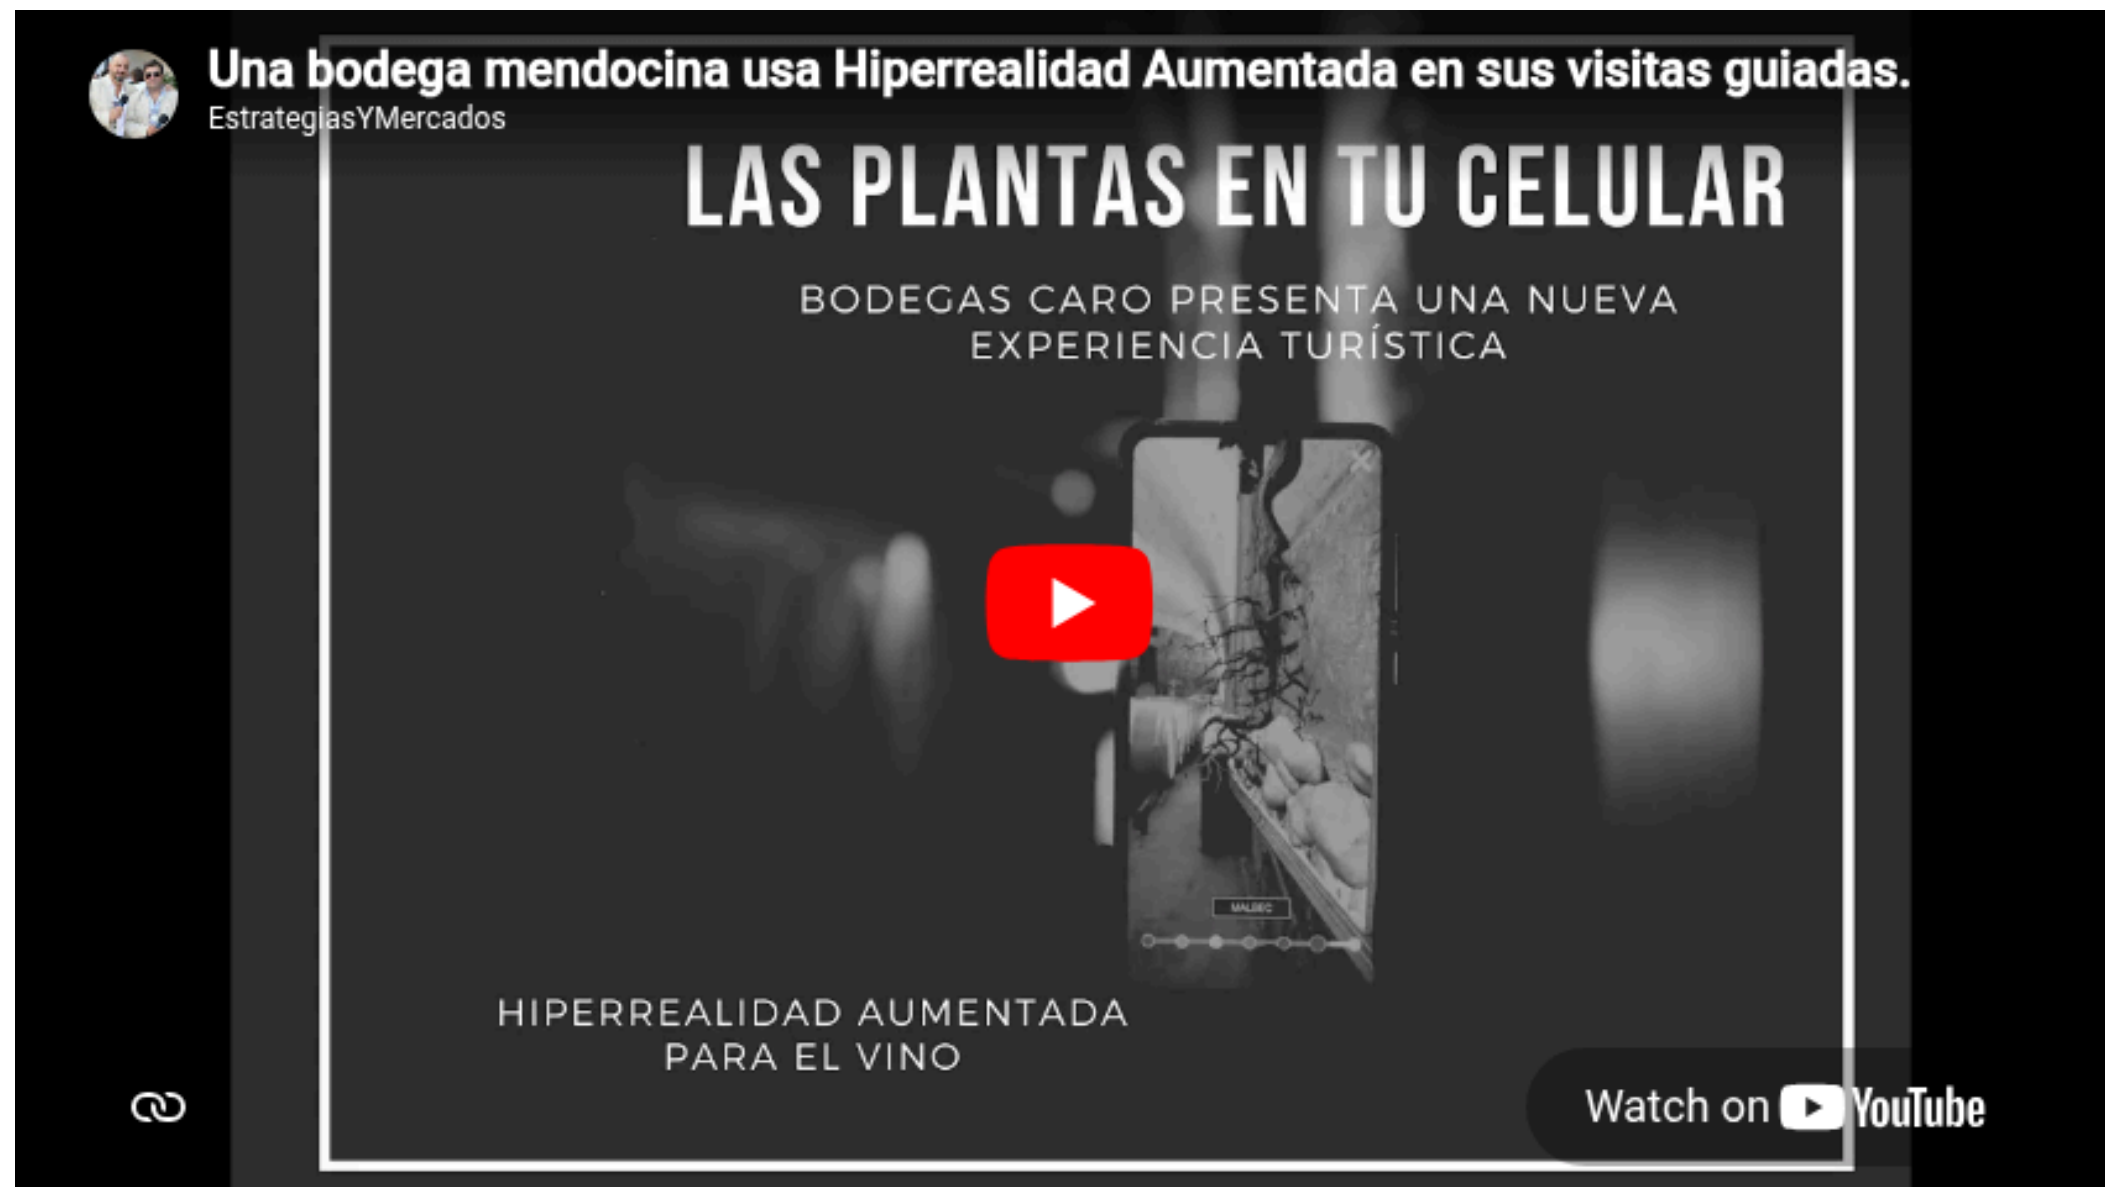 Una bodega mendocina usa Hiperrealidad Aumentada en sus visitas guiadas.
EstrategiasYMercados
LAS PLANTAS EN TU CELULAR
BODEGAS CARO PRESENTA UNA NUEVA
EXPERIENCIA TURÍSTICA
MALBEC
HIPERREALIDAD AUMENTADA
PARA EL VINO
Watch on YouTube